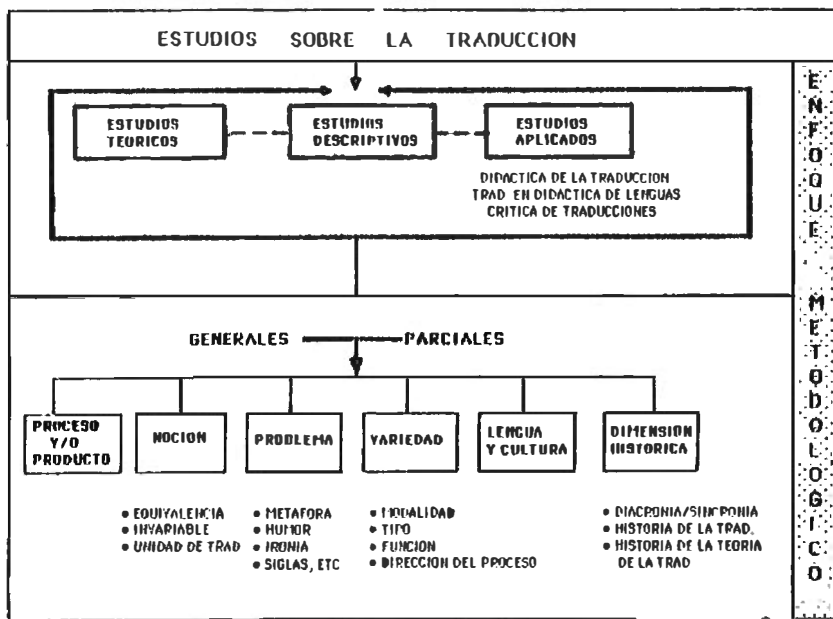 ESTUDIOS SOBRE LA TRADUCCION
ESTUDIOS
TEORICOS
ESTUDIOS
DESCRIPTIVOS
ESTUDIOS
APLICADOS
DIDACTICA DE LA TRADUCCION
TRAD EN DIDACTICA DE LENGUAS
CRITICA DE TRADUCCIONES
GENERALES
PARCIALES
PROCESO
Y/O
PRODUCTO
NOCION
PROBLEMA
VARIEDAD
LENGUA
Y CULTURA
DIMENSION
HISTORICA
• EQUIVALENCIA
• INVARIABLE
• UNIDAD DE TRAD
• METAFORA
• HUMOR
• IRONIA
• SIGLAS, ETC
• MODALIDAD
• TIPO
• FUNCION
• DIRECCION DEL PROCESO
• DIACRONIA/SINCRONIA
• HISTORIA DE LA TRAD.
• HISTORIA DE LA TEORIA
DE LA TRAD
ENFOQUE METODOLOGICO